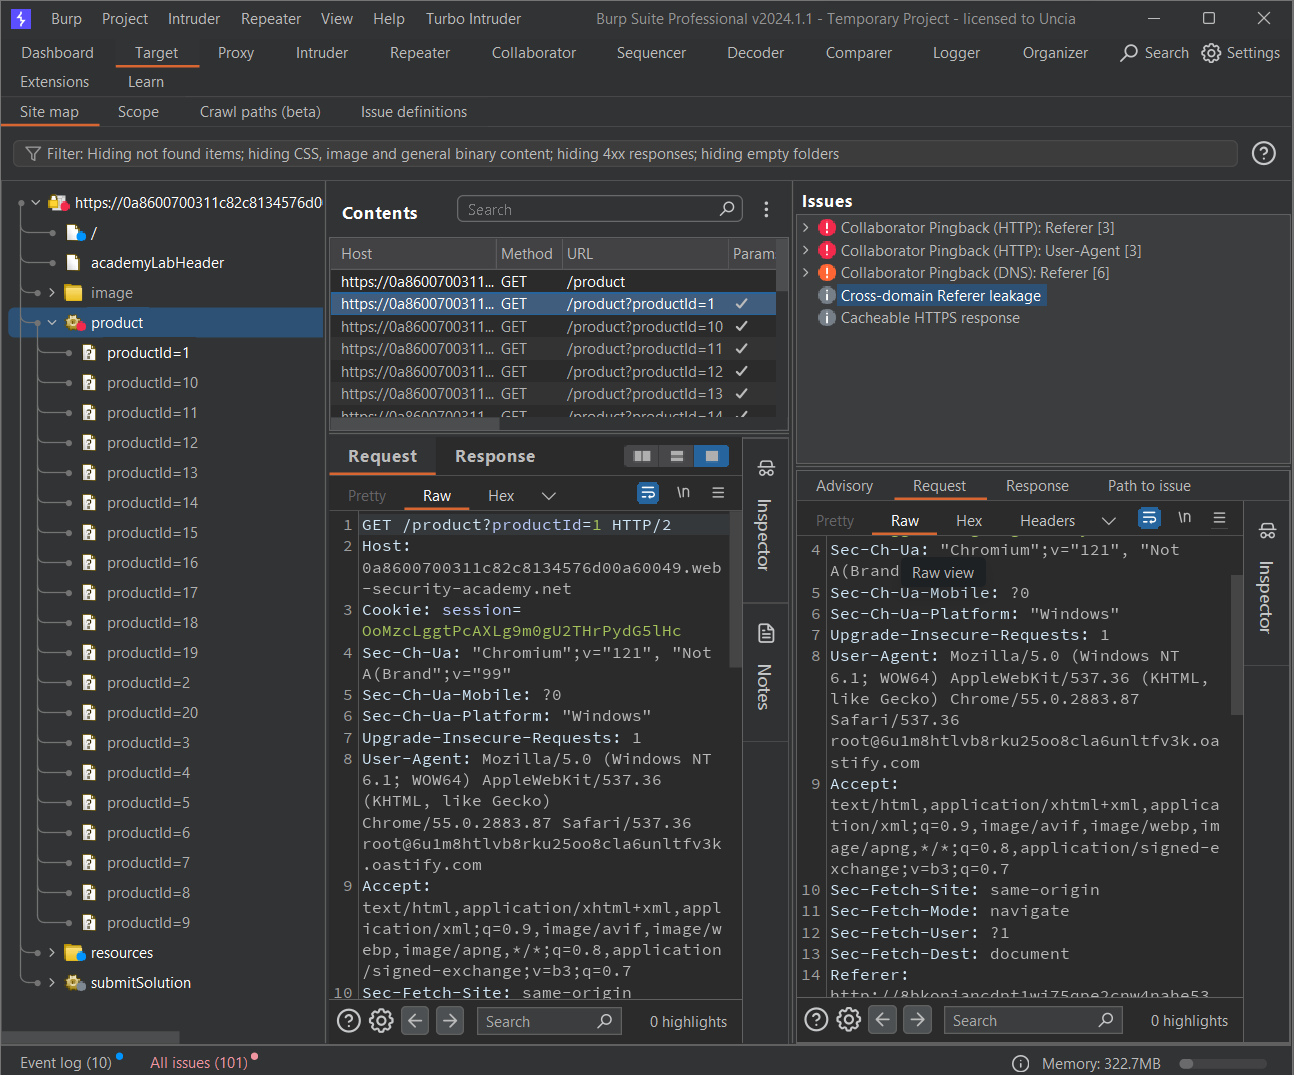 Burp Project Intruder Repeater View Help Turbo Intruder Burp Suite Professional v2024.1.1 - Temporary Project - licensed to Uncia
Dashboard Target Proxy Intruder Repeater Collaborator Sequencer Decoder Comparer Logger Organizer Search Settings
Extensions Learn
Site map Scope Crawl paths (beta) Issue definitions
Filter: Hiding not found items; hiding CSS, image and general binary content; hiding 4xx responses; hiding empty folders
https://0a8600700311c82c8134576d0
/
academyLabHeader
image
product
productId=1
productId=10
productId=11
productId=12
productId=13
productId=14
productId=15
productId=16
productId=17
productId=18
productId=19
productId=2
productId=20
productId=3
productId=4
productId=5
productId=6
productId=7
productId=8
productId=9
resources
submitSolution
Contents Search
Host Method URL Params
https://0a8600700311... GET /product
https://0a8600700311... GET /product?productId=1 ✓
https://0a8600700311... GET /product?productId=10 ✓
https://0a8600700311... GET /product?productId=11 ✓
https://0a8600700311... GET /product?productId=12 ✓
https://0a8600700311... GET /product?productId=13 ✓
https://0a8600700311... GET /product?productId=14 ✓
Request Response
Pretty Raw Hex \n
1 GET /product?productId=1 HTTP/2
2 Host:
0a8600700311c82c8134576d00a60049.web
-security-academy.net
3 Cookie: session=
OoMzcLggtPcAXLg9m0gU2THrPydG5lHc
4 Sec-Ch-Ua: "Chromium";v="121", "Not
A(Brand";v="99"
5 Sec-Ch-Ua-Mobile: ?0
6 Sec-Ch-Ua-Platform: "Windows"
7 Upgrade-Insecure-Requests: 1
8 User-Agent: Mozilla/5.0 (Windows NT
6.1; WOW64) AppleWebKit/537.36
(KHTML, like Gecko)
Chrome/55.0.2883.87 Safari/537.36
root@6u1m8htlvb8rku25oo8cla6unltfv3k
.oastify.com
9 Accept:
text/html,application/xhtml+xml,appl
ication/xml;q=0.9,image/avif,image/w
ebp,image/apng,*/*;q=0.8,application
/signed-exchange;v=b3;q=0.7
10 Sec-Fetch-Site: same-origin
Search 0 highlights
Inspector
Notes
Issues
Collaborator Pingback (HTTP): Referer [3]
Collaborator Pingback (HTTP): User-Agent [3]
Collaborator Pingback (DNS): Referer [6]
Cross-domain Referer leakage
Cacheable HTTPS response
Advisory Request Response Path to issue
Pretty Raw Hex Headers \n
4 Sec-Ch-Ua: "Chromium";v="121", "Not
A(Brand
Raw view
5 Sec-Ch-Ua-Mobile: ?0
6 Sec-Ch-Ua-Platform: "Windows"
7 Upgrade-Insecure-Requests: 1
8 User-Agent: Mozilla/5.0 (Windows NT
6.1; WOW64) AppleWebKit/537.36 (KHTML,
like Gecko) Chrome/55.0.2883.87
Safari/537.36
root@6u1m8htlvb8rku25oo8cla6unltfv3k.oa
stify.com
9 Accept:
text/html,application/xhtml+xml,applica
tion/xml;q=0.9,image/avif,image/webp,im
age/apng,*/*;q=0.8,application/signed-e
xchange;v=b3;q=0.7
10 Sec-Fetch-Site: same-origin
11 Sec-Fetch-Mode: navigate
12 Sec-Fetch-User: ?1
13 Sec-Fetch-Dest: document
14 Referer:
Search 0 highlights
Inspector
Event log (10) All issues (101) Memory: 322.7MB